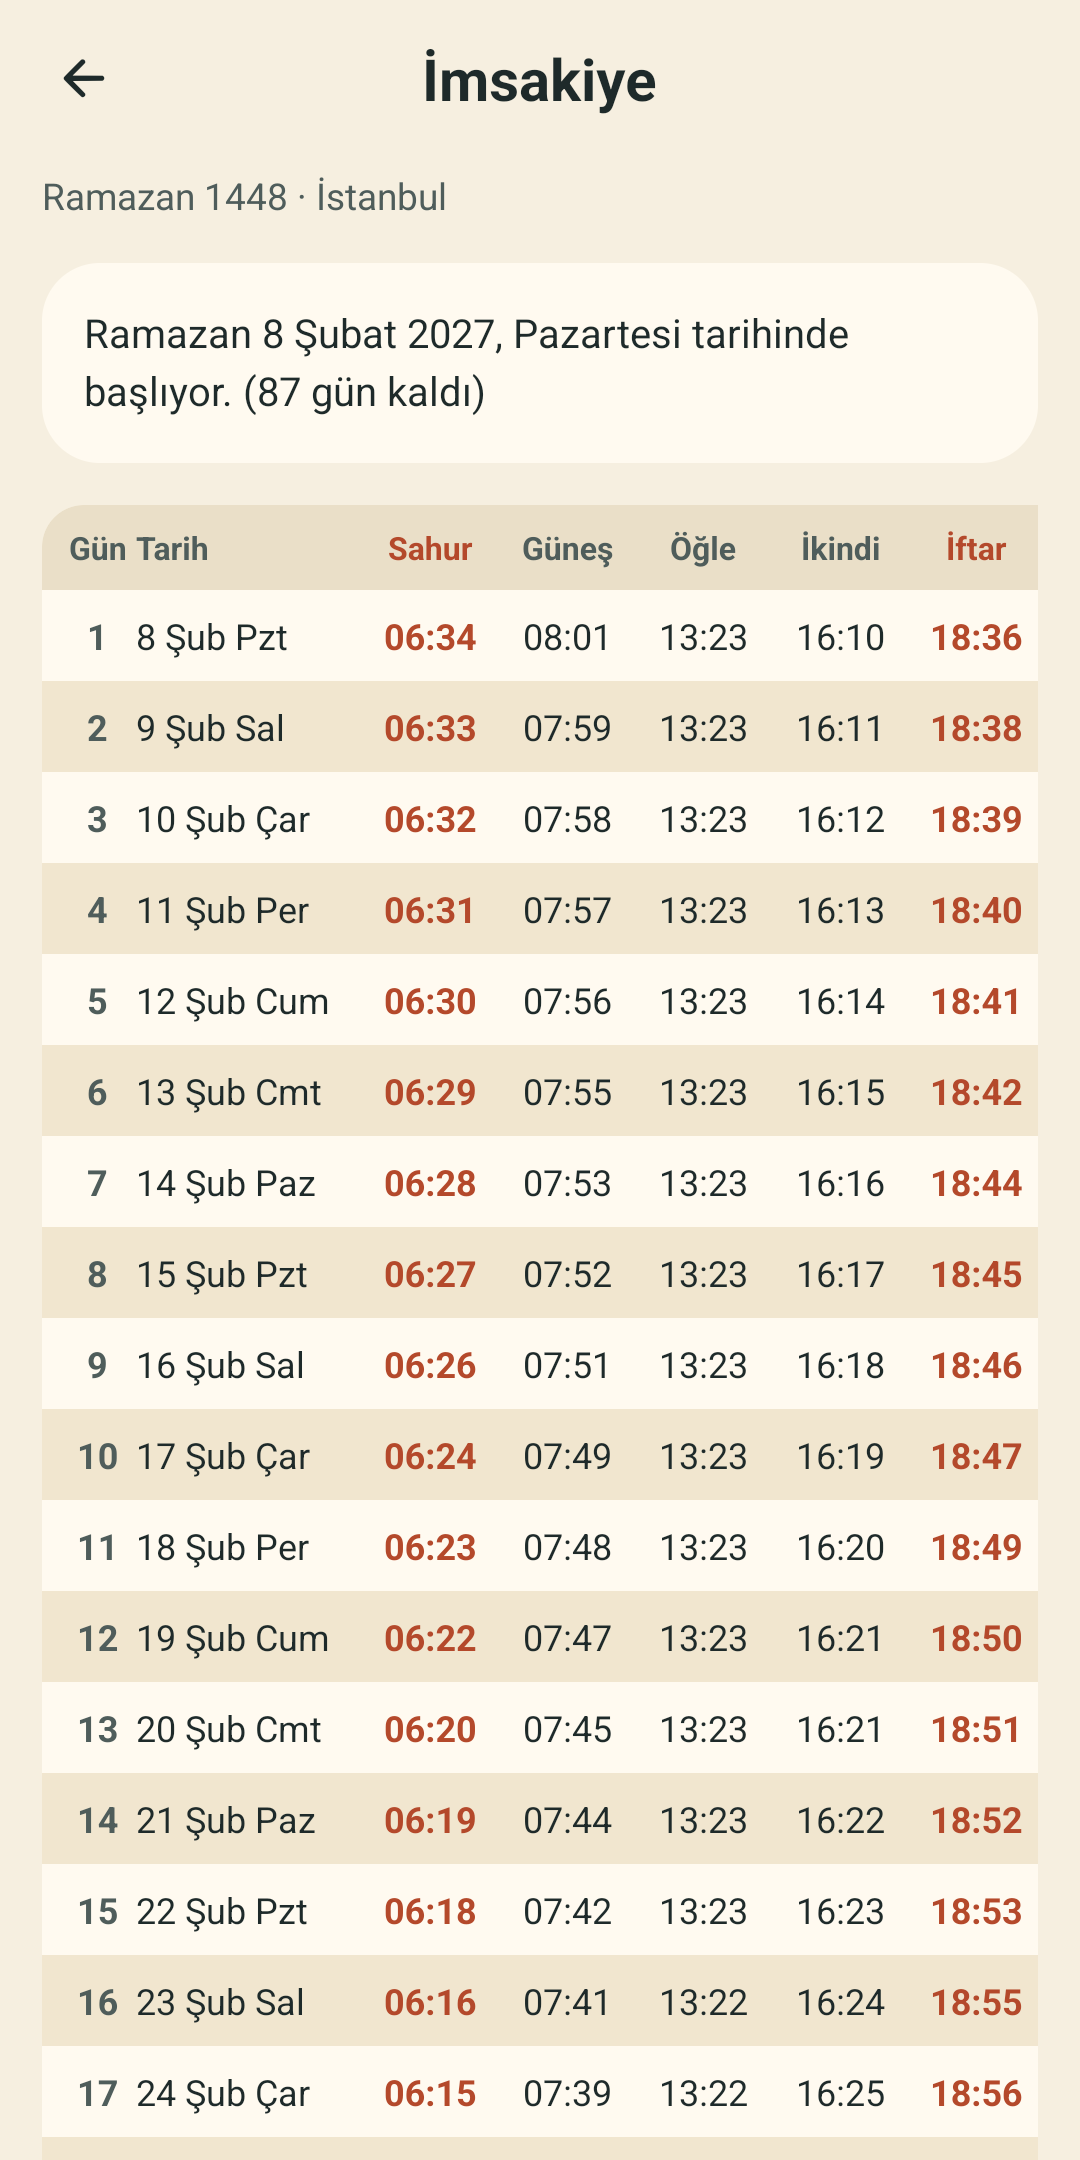 İmsakiye
Ramazan 1448 · İstanbul
Ramazan 8 Şubat 2027, Pazartesi tarihinde
başlıyor. (87 gün kaldı)
Gün Tarih Sahur Güneş Öğle İkindi İftar
1 8 Şub Pzt 06:34 08:01 13:23 16:10 18:36
2 9 Şub Sal 06:33 07:59 13:23 16:11 18:38
3 10 Şub Çar 06:32 07:58 13:23 16:12 18:39
4 11 Şub Per 06:31 07:57 13:23 16:13 18:40
5 12 Şub Cum 06:30 07:56 13:23 16:14 18:41
6 13 Şub Cmt 06:29 07:55 13:23 16:15 18:42
7 14 Şub Paz 06:28 07:53 13:23 16:16 18:44
8 15 Şub Pzt 06:27 07:52 13:23 16:17 18:45
9 16 Şub Sal 06:26 07:51 13:23 16:18 18:46
10 17 Şub Çar 06:24 07:49 13:23 16:19 18:47
11 18 Şub Per 06:23 07:48 13:23 16:20 18:49
12 19 Şub Cum 06:22 07:47 13:23 16:21 18:50
13 20 Şub Cmt 06:20 07:45 13:23 16:21 18:51
14 21 Şub Paz 06:19 07:44 13:23 16:22 18:52
15 22 Şub Pzt 06:18 07:42 13:23 16:23 18:53
16 23 Şub Sal 06:16 07:41 13:22 16:24 18:55
17 24 Şub Çar 06:15 07:39 13:22 16:25 18:56